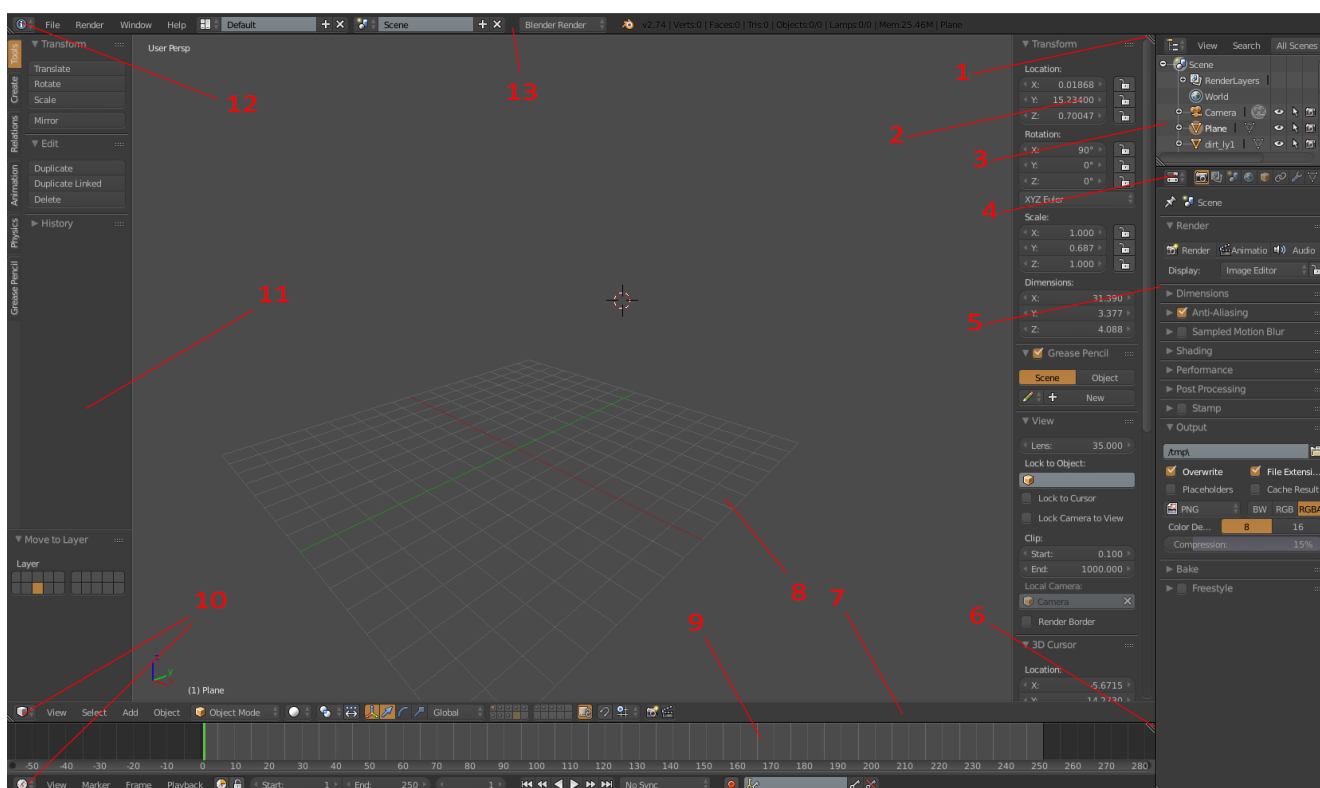 File Render Window Help Default Scene Blender Render v2.74 | Verts:0 | Faces:0 | Tris:0 | Objects:0/0 | Lamps:0/0 | Mem:25.46M | Plane
12
13
Tools
Create
Relations
Animation
Physics
Grease Pencil
Transform
Translate
Rotate
Scale
Mirror
Edit
Duplicate
Duplicate Linked
Delete
History
11
Move to Layer
Layer
10
User Persp
(1) Plane
8
9
7
6
1
2
3
4
5
Transform
Location:
X: 0.01868
Y: 15.23400
Z: 0.70047
Rotation:
X: 90°
Y: 0°
Z: 0°
XYZ Euler
Scale:
X: 1.000
Y: 0.687
Z: 1.000
Dimensions:
X: 31.390
Y: 3.377
Z: 4.088
Grease Pencil
Scene Object
New
View
Lens: 35.000
Lock to Object:
Lock to Cursor
Lock Camera to View
Clip:
Start: 0.100
End: 1000.000
Local Camera:
Camera
Render Border
3D Cursor
Location:
X: -5.6715
View Search All Scenes
Scene
RenderLayers
World
Camera
Plane
dirt_ly1
Scene
Render
Render Animatio Audio
Display: Image Editor
Dimensions
Anti-Aliasing
Sampled Motion Blur
Shading
Performance
Post Processing
Stamp
Output
/tmp\
Overwrite File Extensi...
Placeholders Cache Result
PNG BW RGB RGBA
Color De... 8 16
Compression: 15%
Bake
Freestyle
View Select Add Object Object Mode Global
-50 -40 -30 -20 -10 0 10 20 30 40 50 60 70 80 90 100 110 120 130 140 150 160 170 180 190 200 210 220 230 240 250 260 270 280
View Marker Frame Playback Start: 1 End: 250 1 No Sync